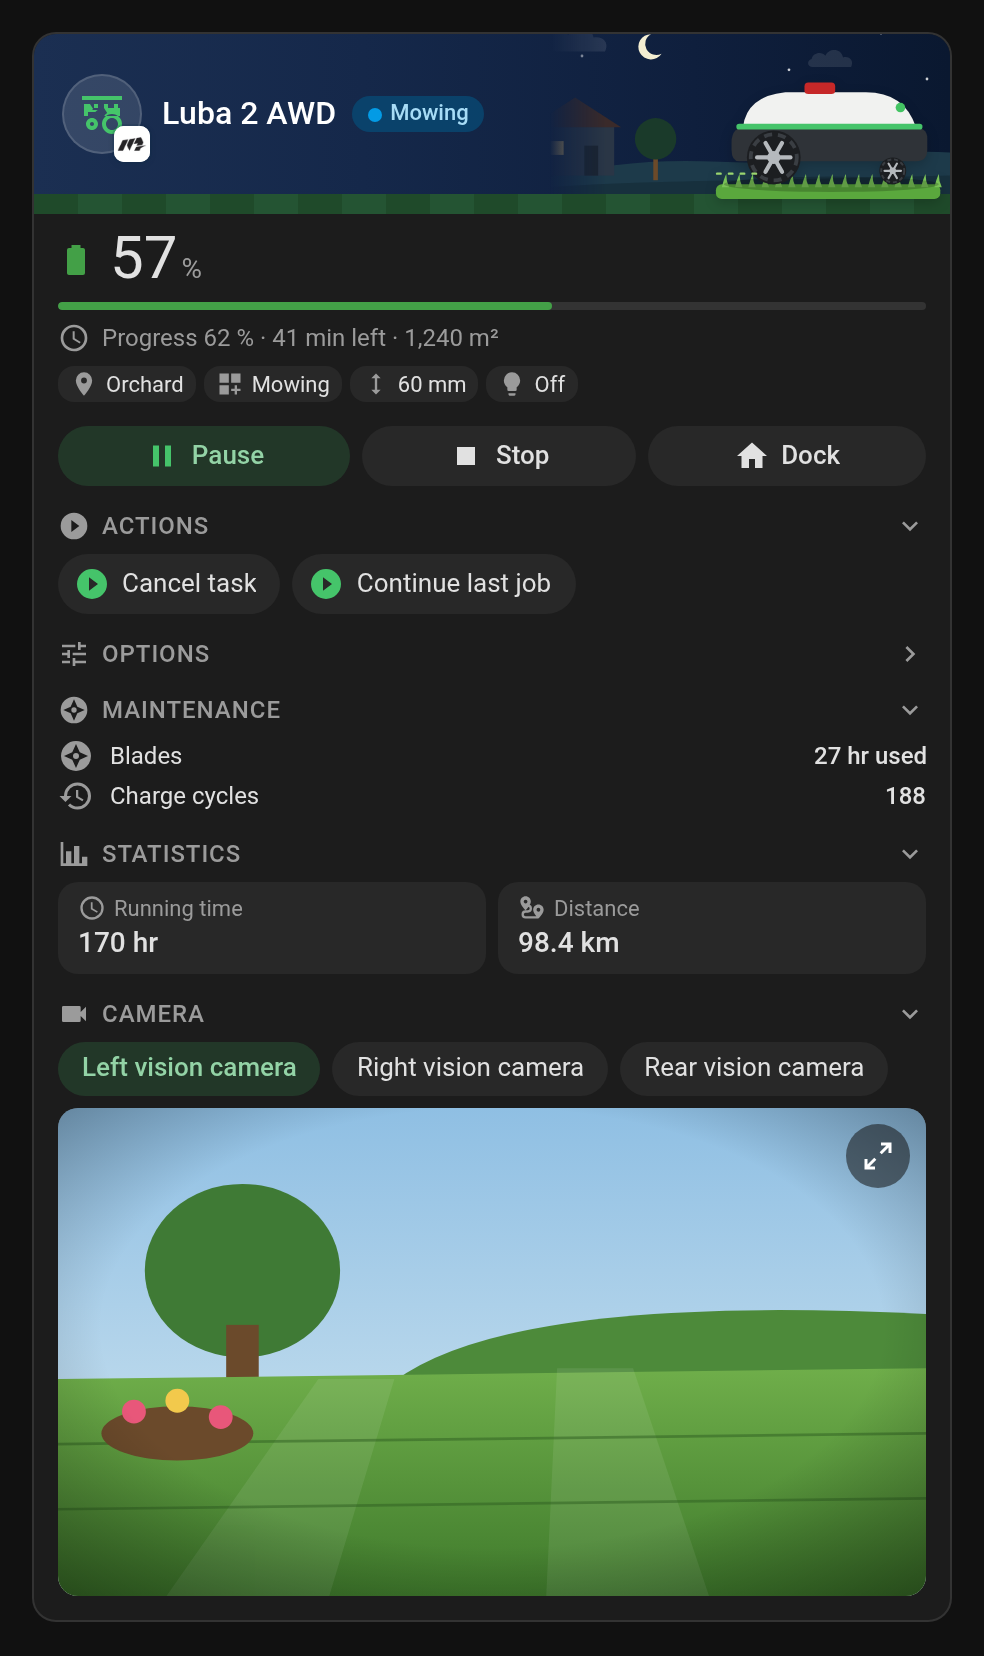 Luba 2 AWD Mowing
57 %
Progress 62 % · 41 min left · 1,240 m²
Orchard Mowing 60 mm Off
Pause Stop Dock
ACTIONS
Cancel task Continue last job
OPTIONS
MAINTENANCE
Blades 27 hr used
Charge cycles 188
STATISTICS
Running time Distance
170 hr 98.4 km
CAMERA
Left vision camera Right vision camera Rear vision camera